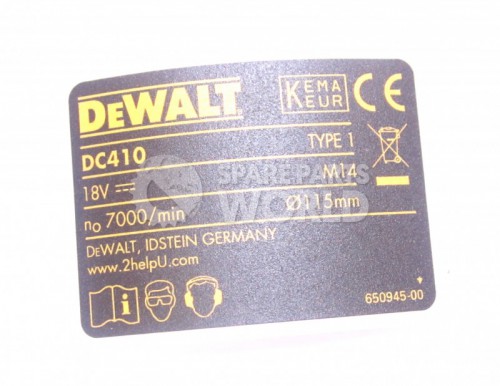 DEWALT
KEMA
KEUR
CE
DC410
TYPE 1
18V
M14
n₀ 7000/min
Ø115mm
DEWALT, IDSTEIN GERMANY
www.2helpU.com
i
650945-00
SPARE PARTS
WORLD